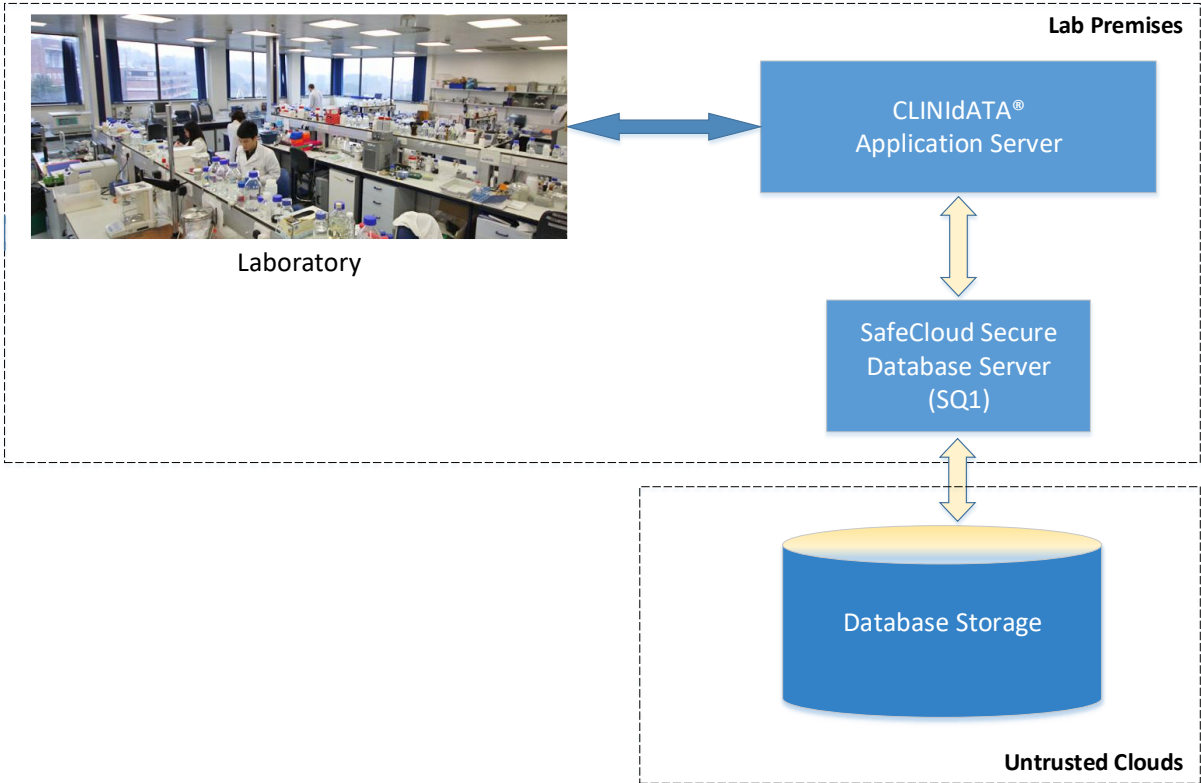 Lab Premises
CLINIdATA®
Application Server
Laboratory
SafeCloud Secure
Database Server
(SQ1)
Database Storage
Untrusted Clouds